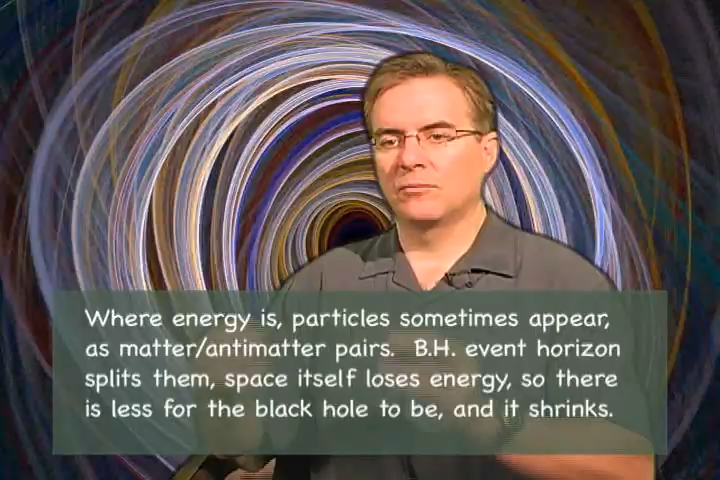 Where energy is, particles sometimes appear,
as matter/antimatter pairs. B.H. event horizon
splits them, space itself loses energy, so there
is less for the black hole to be, and it shrinks.